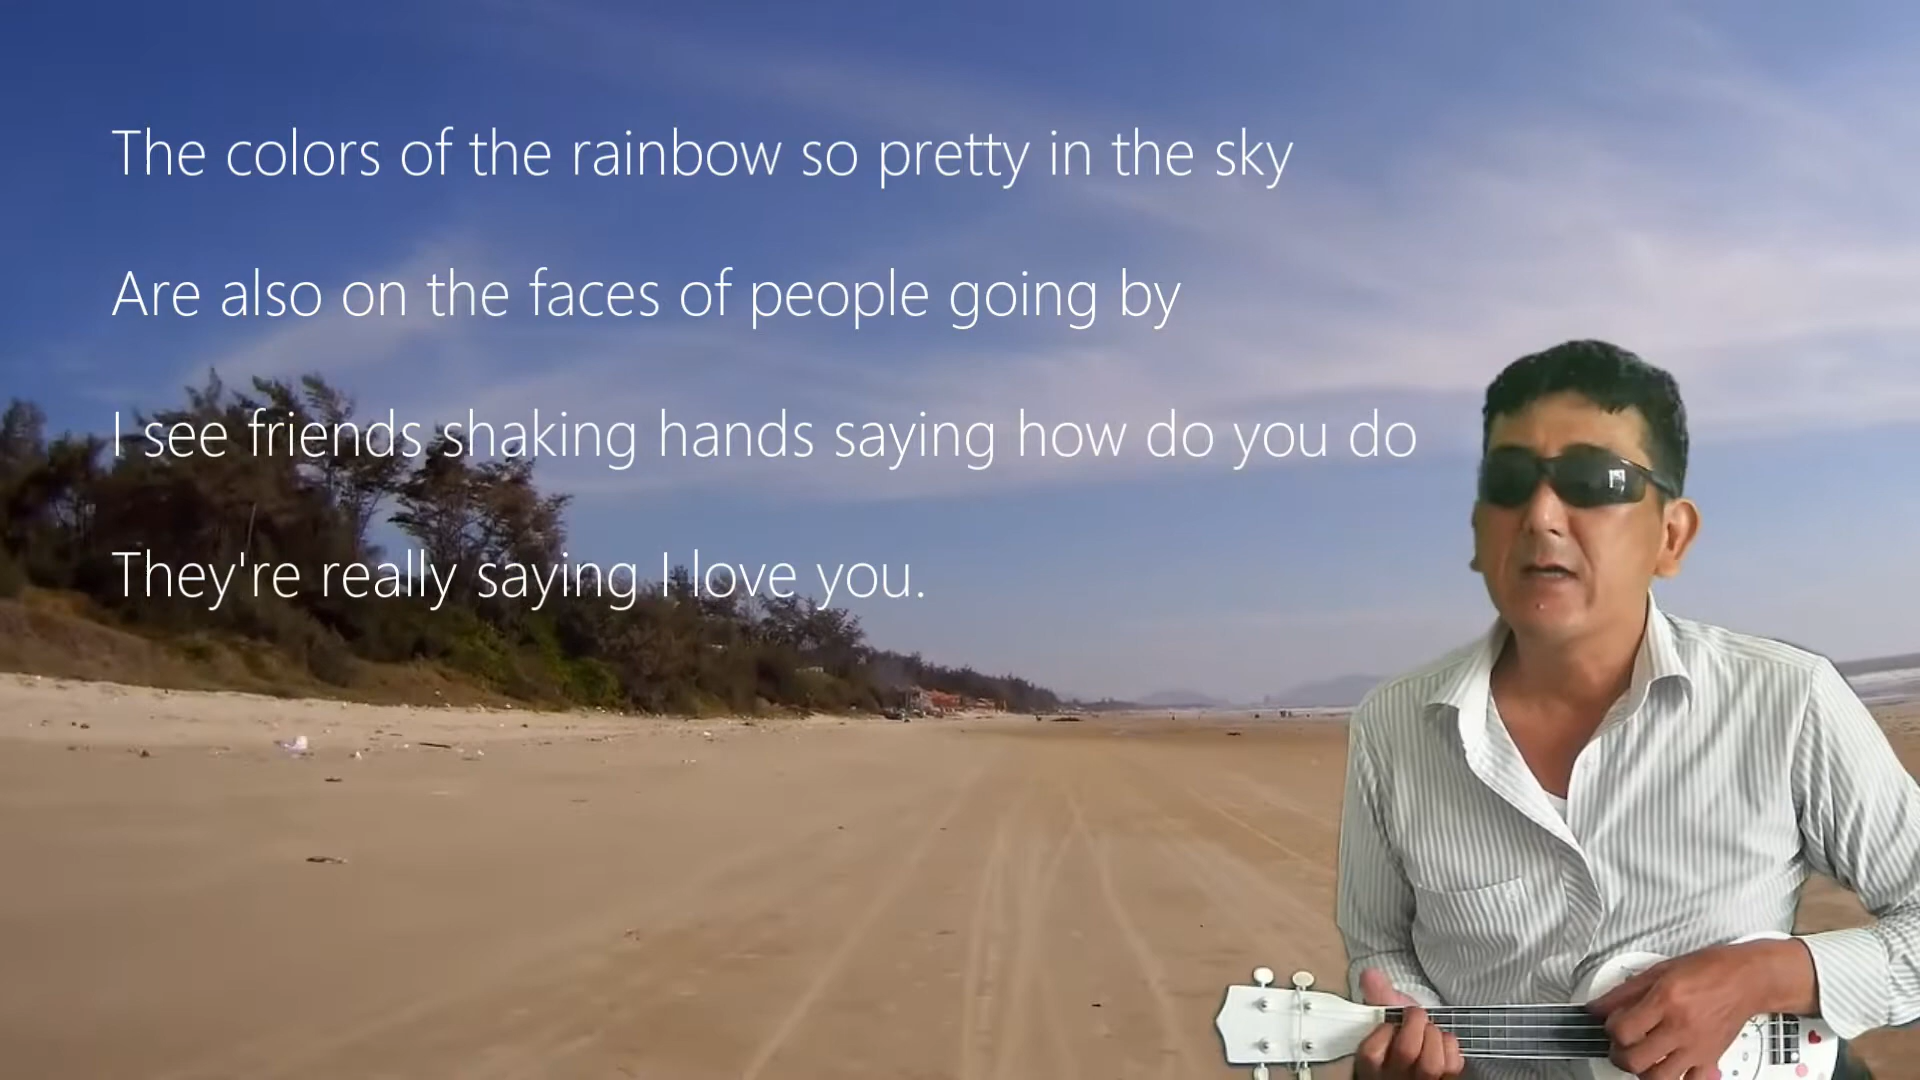 The colors of the rainbow so pretty in the sky
Are also on the faces of people going by
I see friends shaking hands saying how do you do
They're really saying I love you.